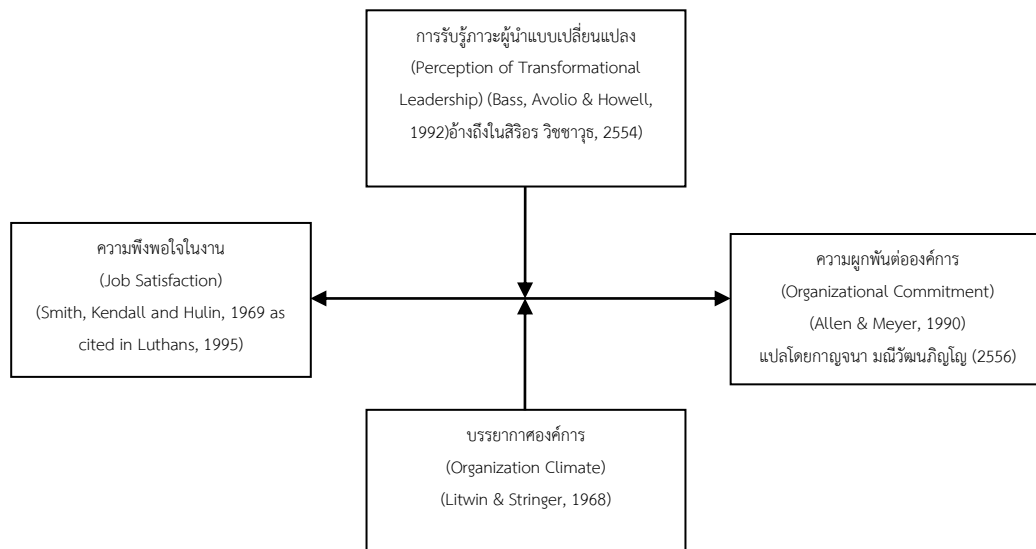 การรับรู้ภาวะผู้นำแบบเปลี่ยนแปลง
(Perception of Transformational
Leadership) (Bass, Avolio & Howell,
1992)อ้างถึงในสิริอร วิชชาวุธ, 2554)
ความพึงพอใจในงาน
(Job Satisfaction)
(Smith, Kendall and Hulin, 1969 as
cited in Luthans, 1995)
ความผูกพันต่อองค์การ
(Organizational Commitment)
(Allen & Meyer, 1990)
แปลโดยกาญจนา มณีวัฒนภิญโญ (2556)
บรรยากาศองค์การ
(Organization Climate)
(Litwin & Stringer, 1968)